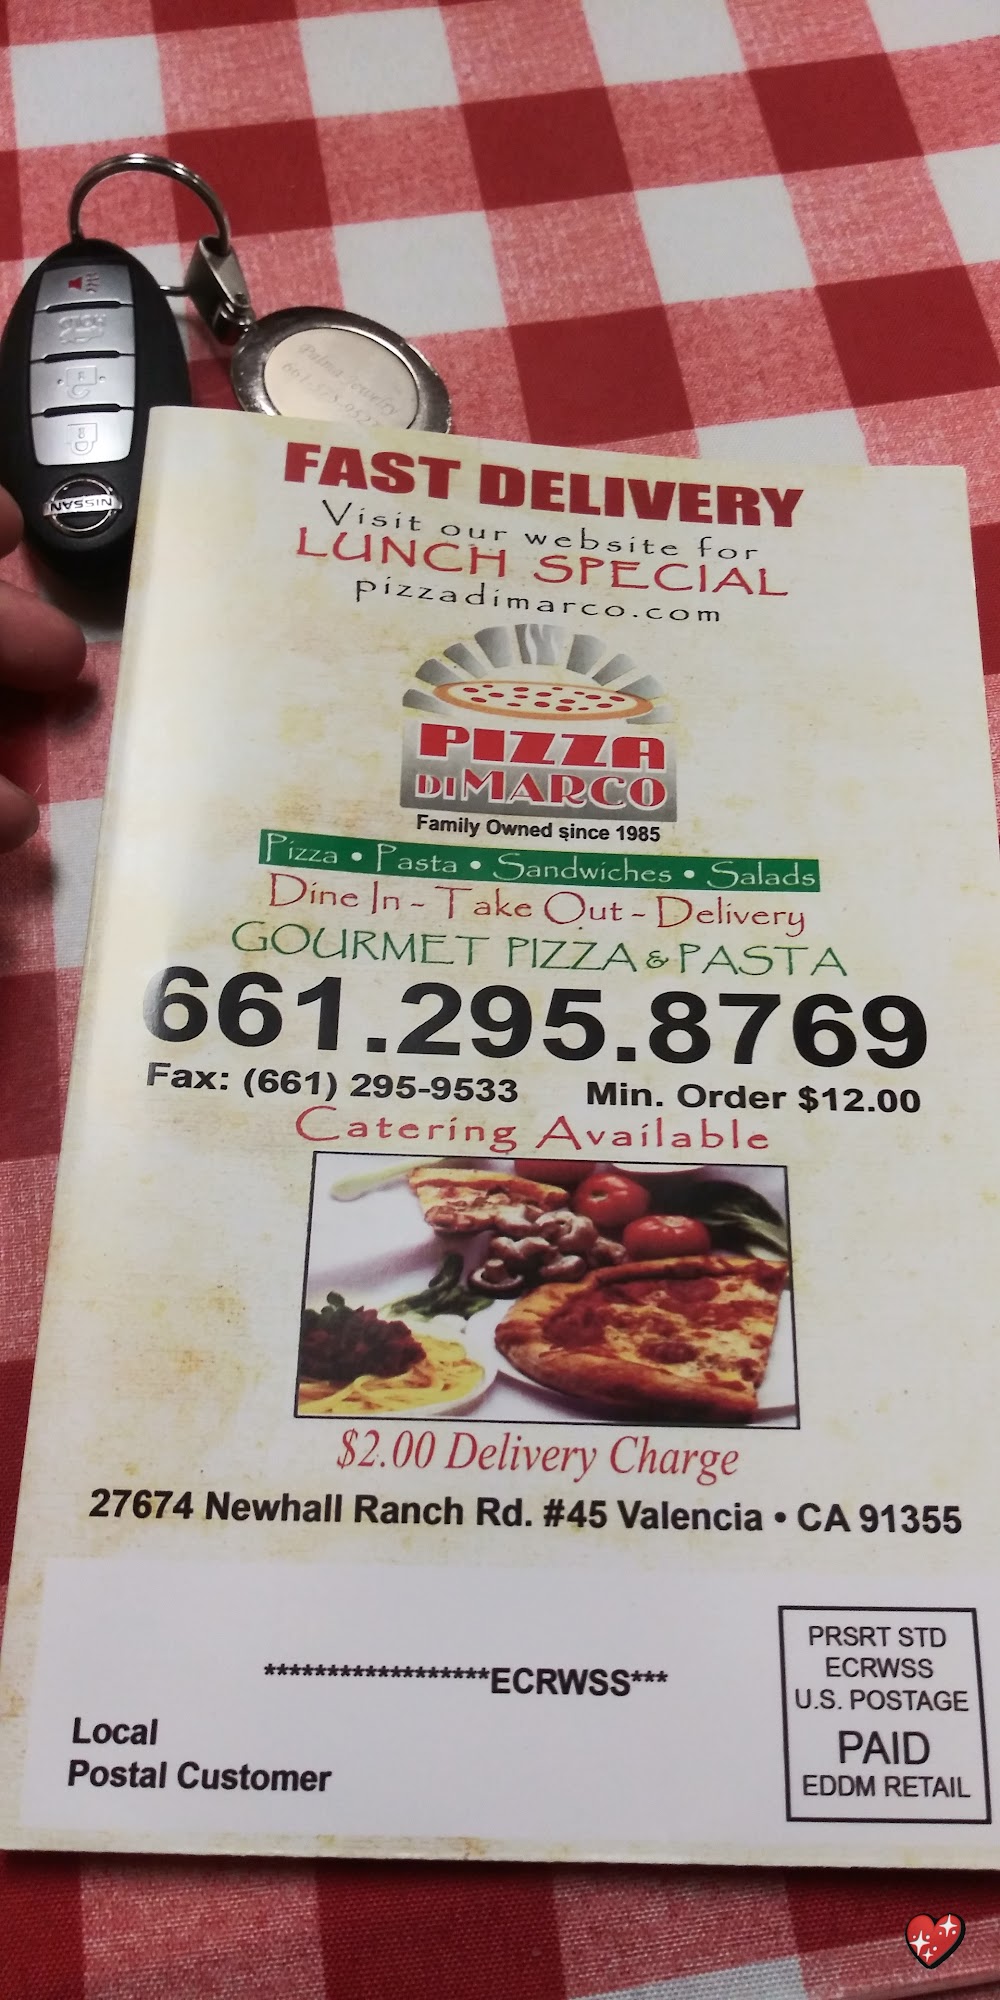 STOP
NISSAN
Palma Jewelry
FAST DELIVERY
Visit our website for
LUNCH SPECIAL
pizzadimarco.com
PIZZA
DIMARCO
Family Owned since 1985
Pizza • Pasta • Sandwiches • Salads
Dine In - Take Out - Delivery
GOURMET PIZZA & PASTA
661.295.8769
Fax: (661) 295-9533 Min. Order $12.00
Catering Available
$2.00 Delivery Charge
27674 Newhall Ranch Rd. #45 Valencia • CA 91355
******************ECRWSS***
Local
Postal Customer
PRSRT STD
ECRWSS
U.S. POSTAGE
PAID
EDDM RETAIL